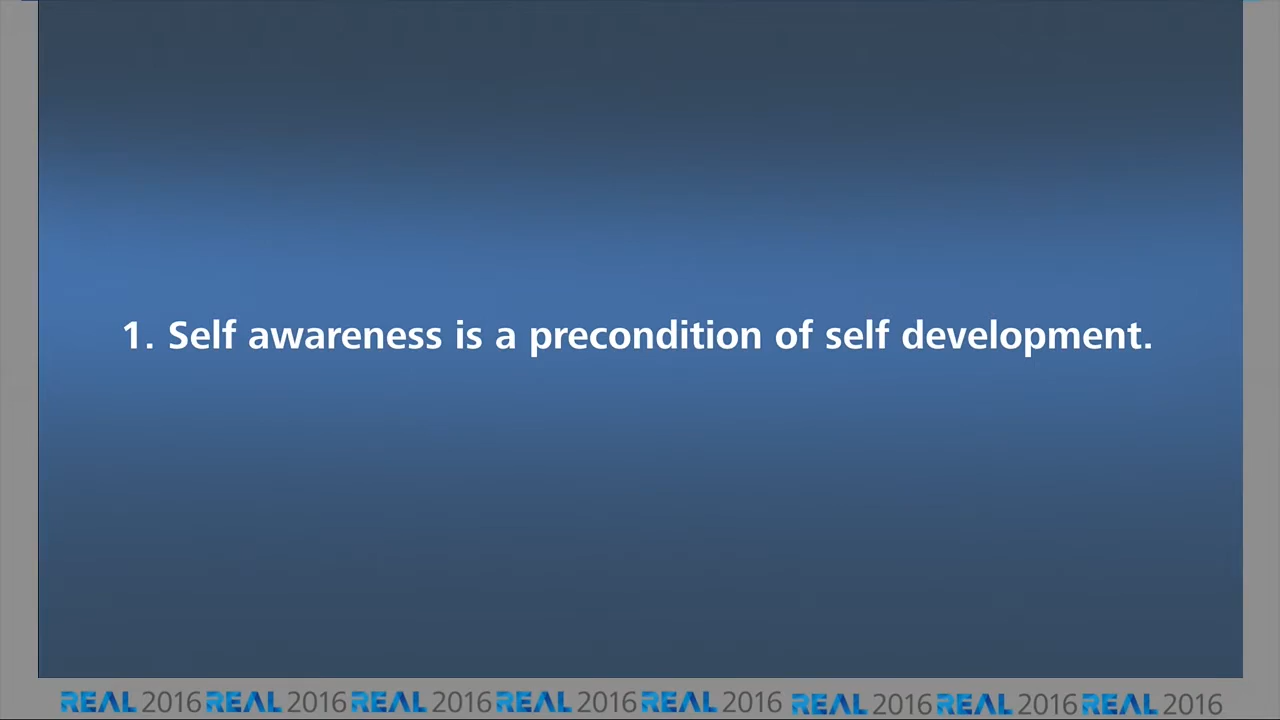 1. Self awareness is a precondition of self development.
REAL 2016 REAL 2016 REAL 2016 REAL 2016 REAL 2016 REAL 2016 REAL 2016 REAL 2016